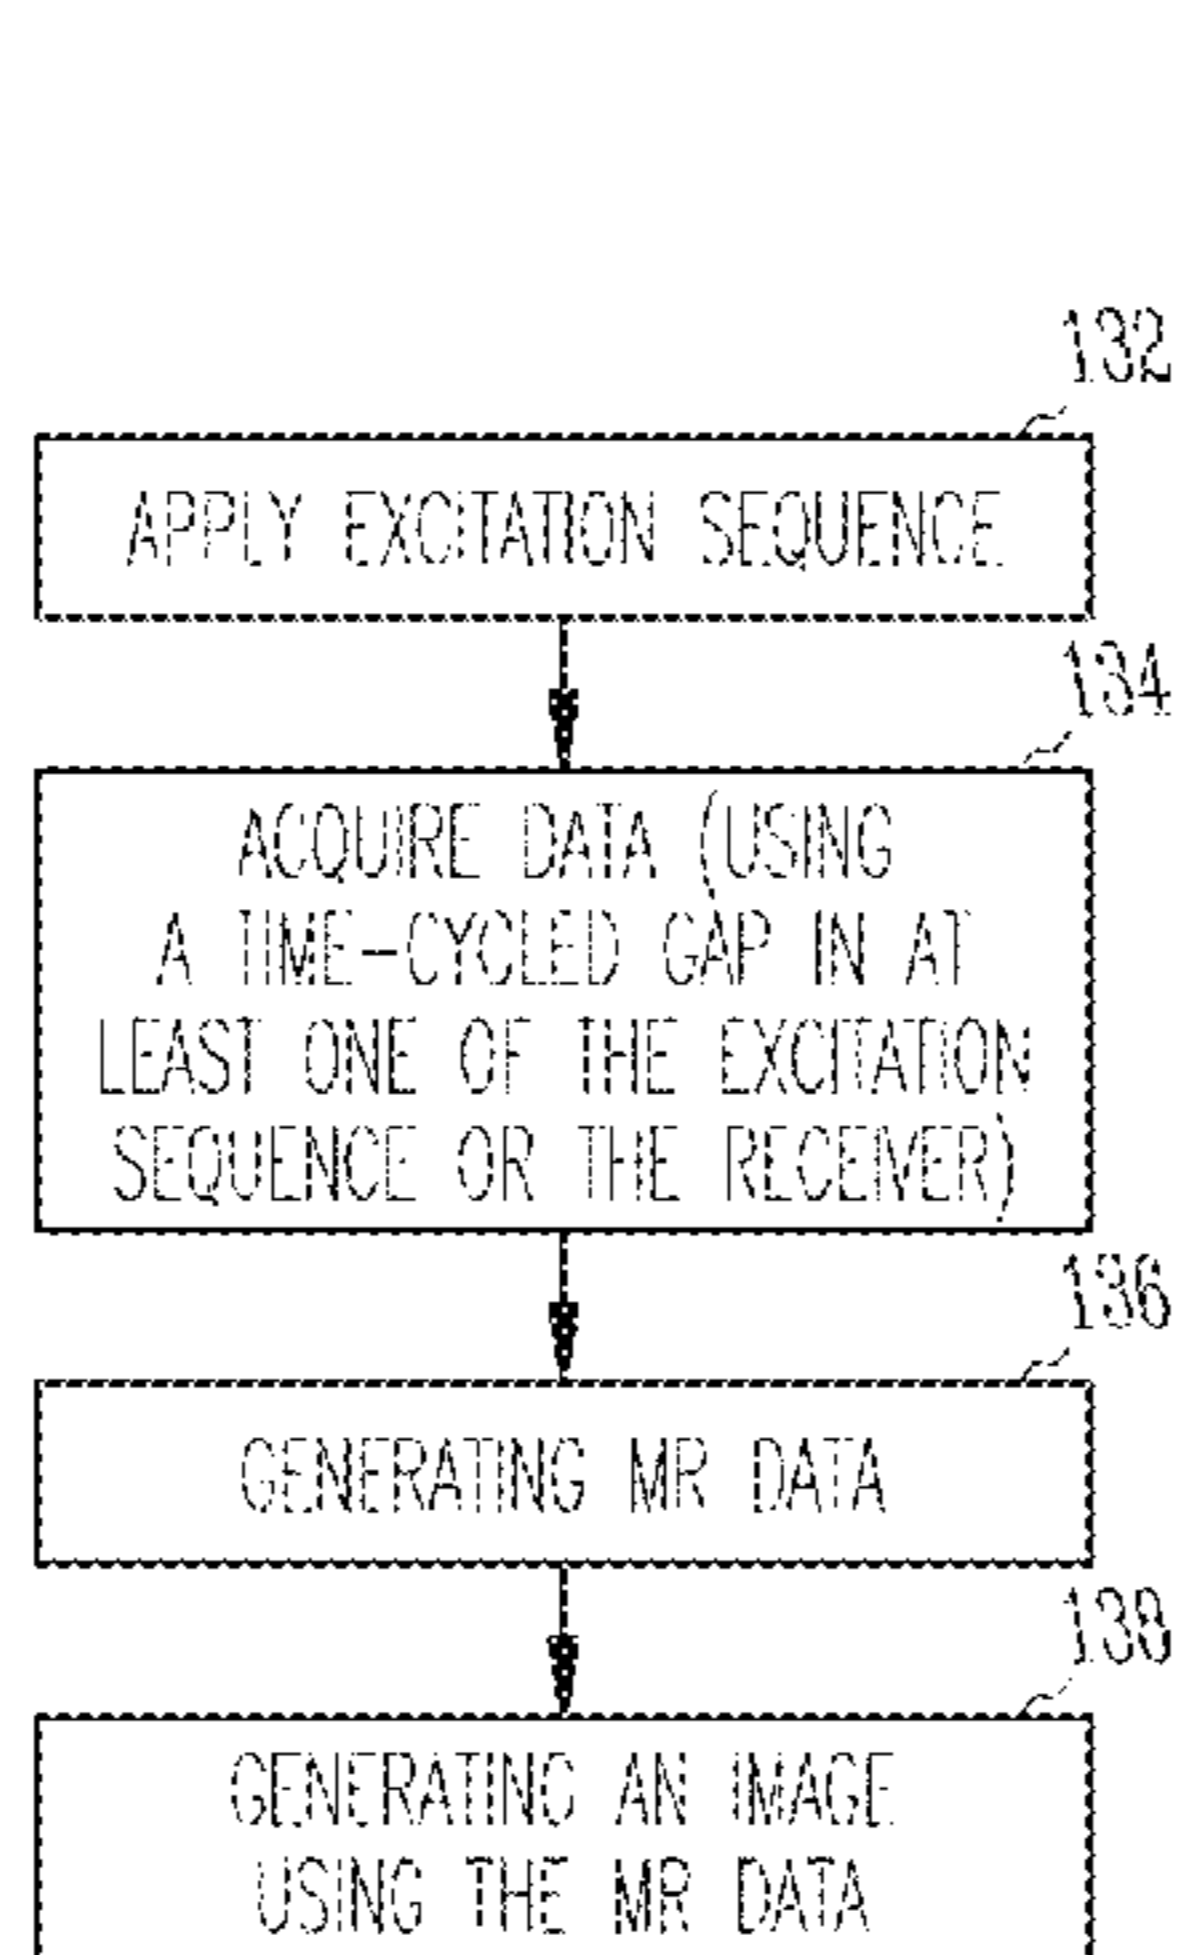 132
APPLY EXCITATION SEQUENCE
134
ACQUIRE DATA (USING
A TIME-CYCLED GAP IN AT
LEAST ONE OF THE EXCITATION
SEQUENCE OR THE RECEIVER)
136
GENERATING MR DATA
138
GENERATING AN IMAGE
USING THE MR DATA